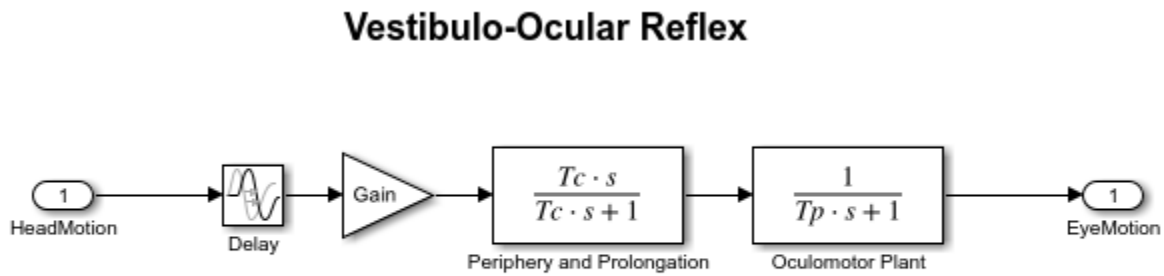 Vestibulo-Ocular Reflex
1
HeadMotion
Delay
Gain
Tc · s
Tc · s + 1
Periphery and Prolongation
1
Tp · s + 1
Oculomotor Plant
1
EyeMotion